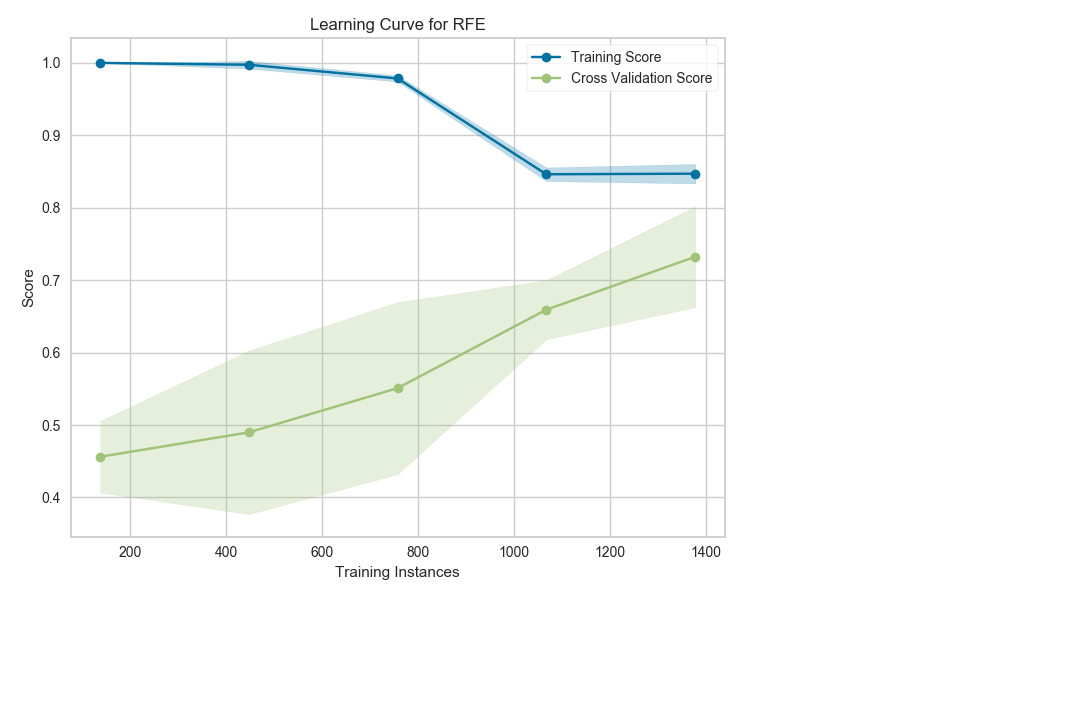 Learning Curve for RFE
Training Score
Cross Validation Score
1.0
0.9
0.8
0.7
0.6
0.5
0.4
Score
200 400 600 800 1000 1200 1400
Training Instances